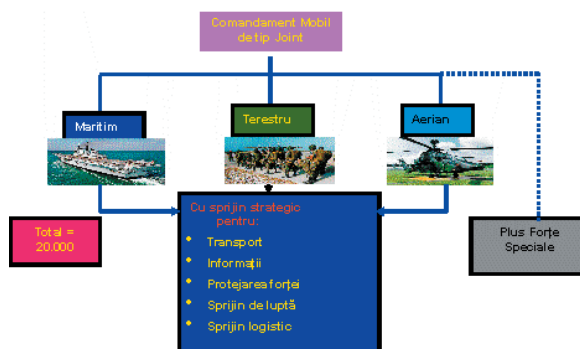 Comandament Mobil
de tip Joint
Maritim
Terestru
Aerian
Cu sprijin strategic
pentru:
• Transport
• Informații
• Protejarea forței
• Sprijin de luptă
• Sprijin logistic
Total =
20.000
Plus Forțe
Speciale